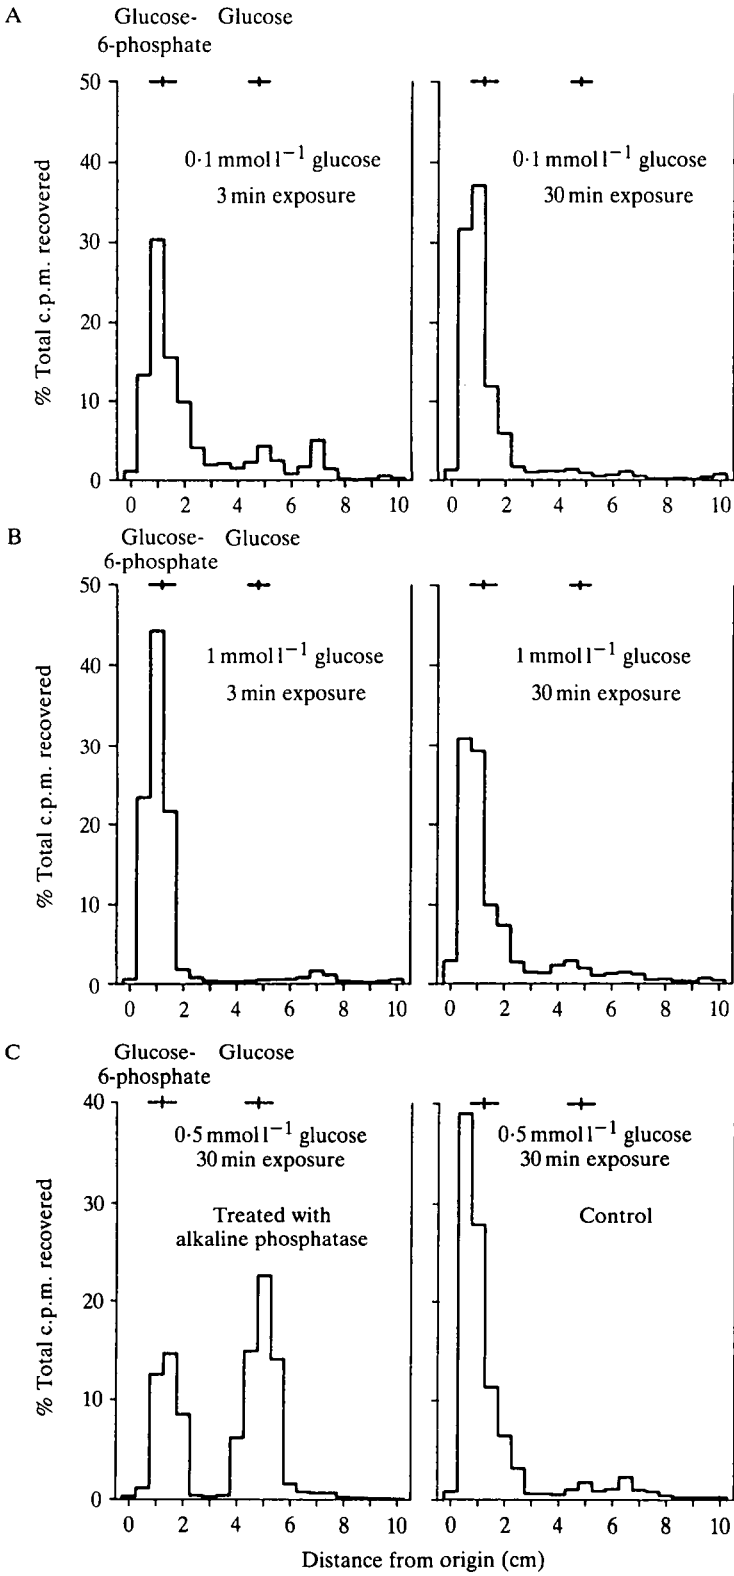 A
Glucose-
6-phosphate
Glucose
50
40
30
20
10
0
% Total c.p.m. recovered
0·1 mmol l⁻¹ glucose
3 min exposure
0 2 4 6 8 10
0·1 mmol l⁻¹ glucose
30 min exposure
0 2 4 6 8 10
B
Glucose-
6-phosphate
Glucose
50
40
30
20
10
0
% Total c.p.m. recovered
1 mmol l⁻¹ glucose
3 min exposure
0 2 4 6 8 10
1 mmol l⁻¹ glucose
30 min exposure
0 2 4 6 8 10
C
Glucose-
6-phosphate
Glucose
40
30
20
10
0
% Total c.p.m. recovered
0·5 mmol l⁻¹ glucose
30 min exposure
Treated with
alkaline phosphatase
0 2 4 6 8 10
0·5 mmol l⁻¹ glucose
30 min exposure
Control
0 2 4 6 8 10
Distance from origin (cm)